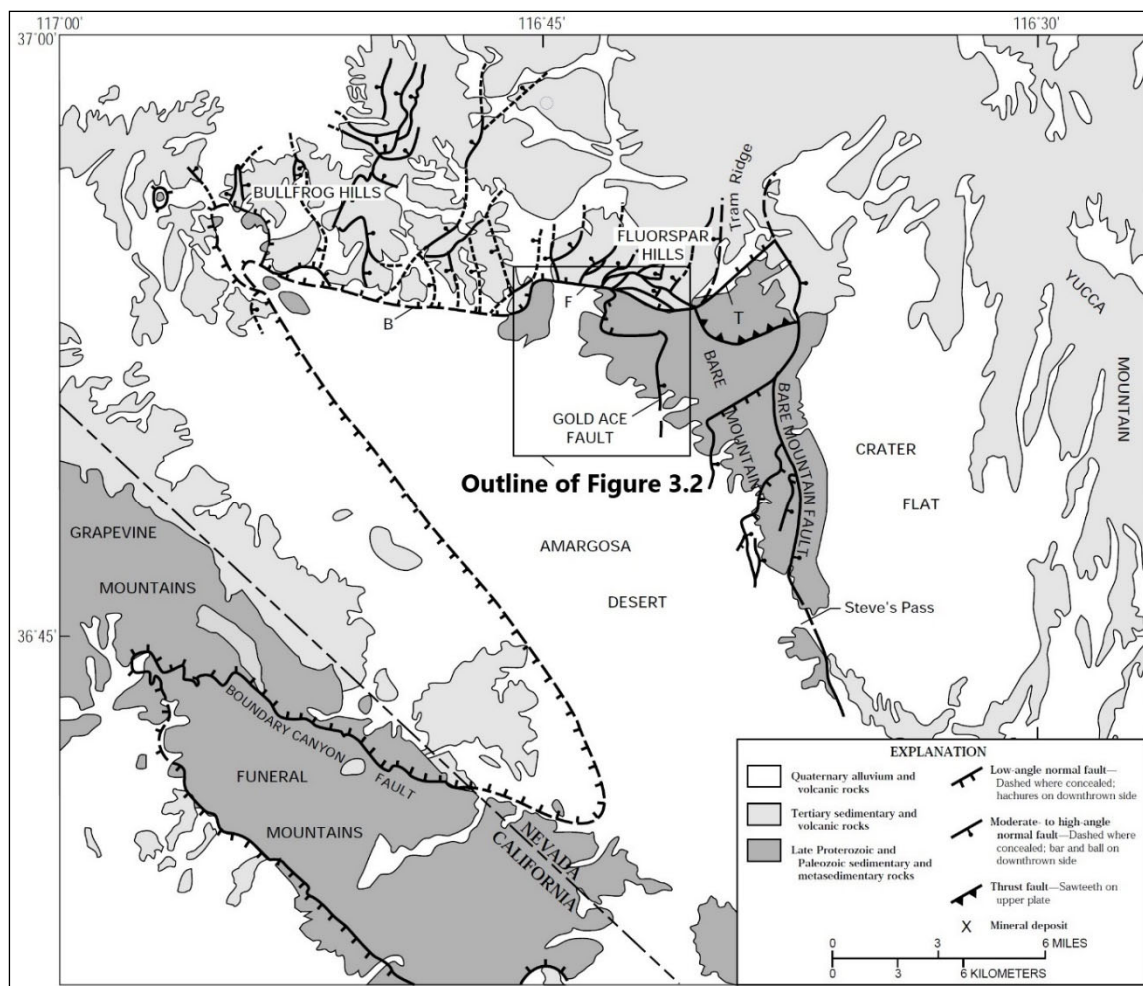 117°00'
116°45'
116°30'
37°00'
BULLFROG HILLS
FLUORSPAR
HILLS
Tram Ridge
YUCCA
MOUNTAIN
B
F
T
BARE
MOUNTAIN
BARE MOUNTAIN FAULT
GOLD ACE
FAULT
CRATER
FLAT
Outline of Figure 3.2
GRAPEVINE
MOUNTAINS
AMARGOSA
DESERT
Steve's Pass
36°45'
BOUNDARY CANYON
FAULT
FUNERAL
MOUNTAINS
NEVADA
CALIFORNIA
EXPLANATION
Quaternary alluvium and
volcanic rocks
Tertiary sedimentary and
volcanic rocks
Late Proterozoic and
Paleozoic sedimentary and
metasedimentary rocks
Low-angle normal fault—
Dashed where concealed;
hachures on downthrown side
Moderate- to high-angle
normal fault—Dashed where
concealed; bar and ball on
downthrown side
Thrust fault—Sawteeth on
upper plate
X Mineral deposit
0 3 6 MILES
0 3 6 KILOMETERS